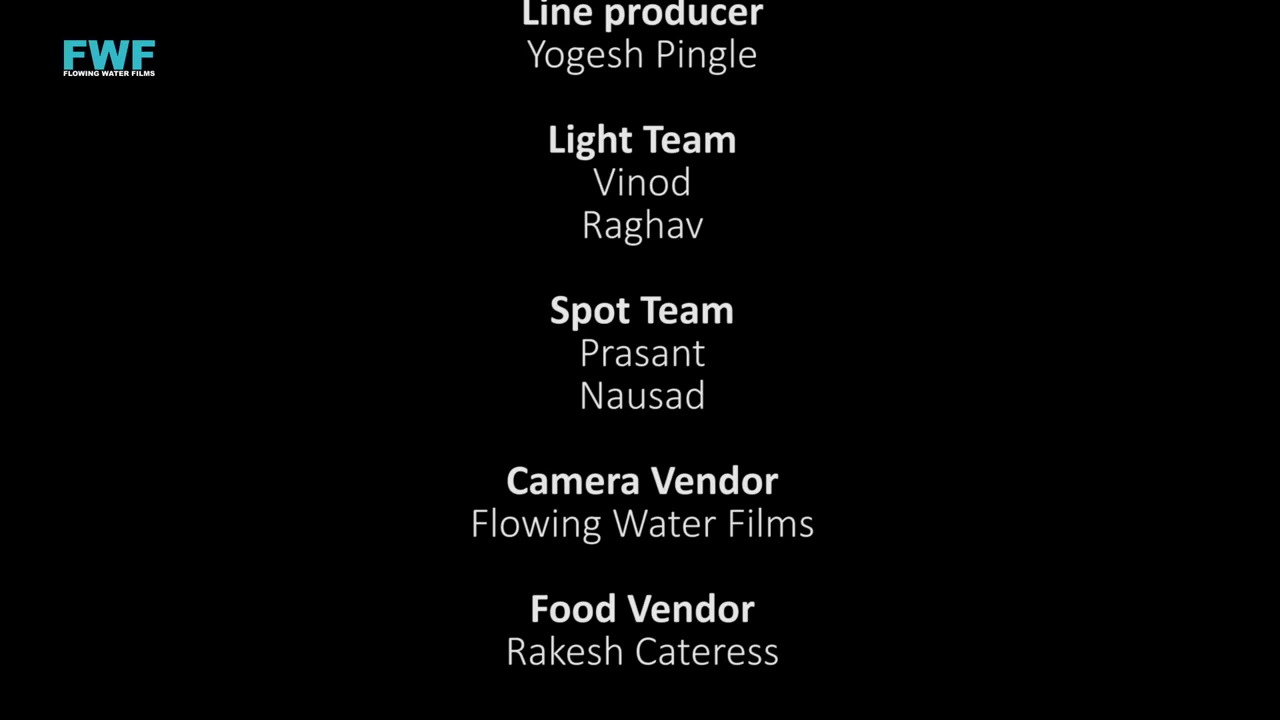 Line producer
Yogesh Pingle
FWF
FLOWING WATER FILMS
Light Team
Vinod
Raghav
Spot Team
Prasant
Nausad
Camera Vendor
Flowing Water Films
Food Vendor
Rakesh Cateress